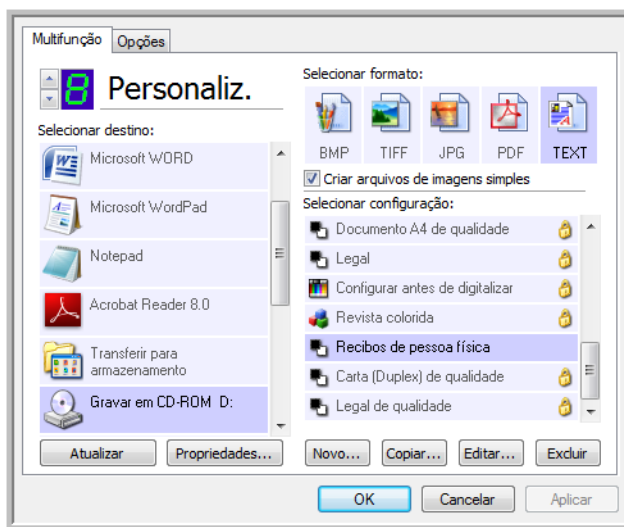 Multifunção Opções
8 Personaliz.
Selecionar destino:
Microsoft WORD
Microsoft WordPad
Notepad
Acrobat Reader 8.0
Transferir para
armazenamento
Gravar em CD-ROM D:
Atualizar Propriedades...
Selecionar formato:
BMP TIFF JPG PDF TEXT
Criar arquivos de imagens simples
Selecionar configuração:
Documento A4 de qualidade
Legal
Configurar antes de digitalizar
Revista colorida
Recibos de pessoa física
Carta (Duplex) de qualidade
Legal de qualidade
Novo... Copiar... Editar... Excluir
OK Cancelar Aplicar